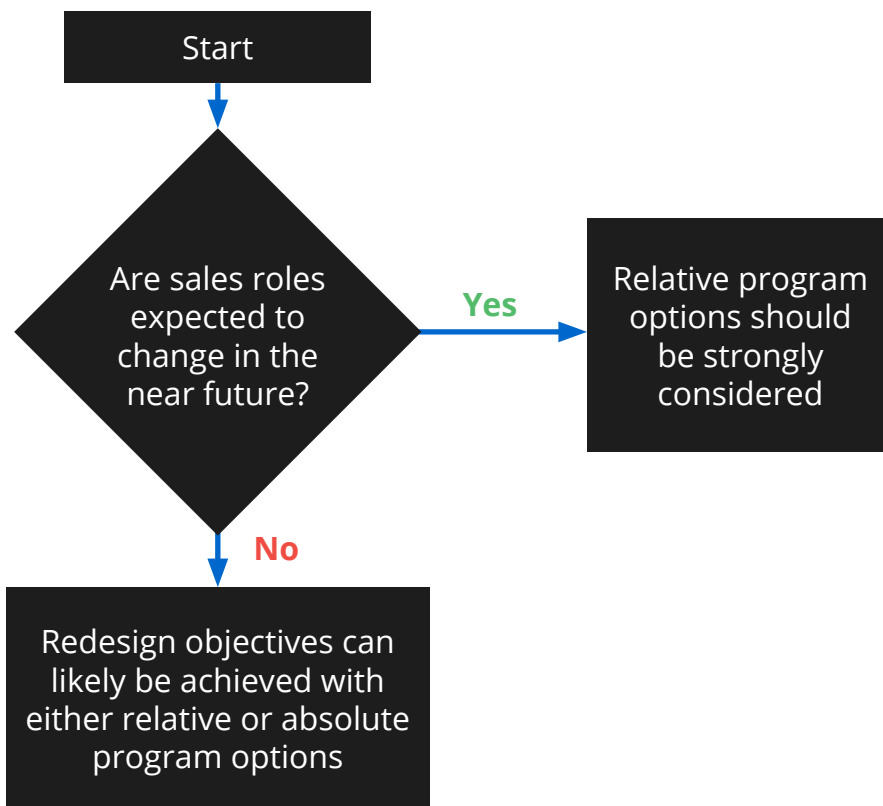 Start
Are sales roles
expected to
change in the
near future?
Yes
Relative program
options should
be strongly
considered
No
Redesign objectives can
likely be achieved with
either relative or absolute
program options